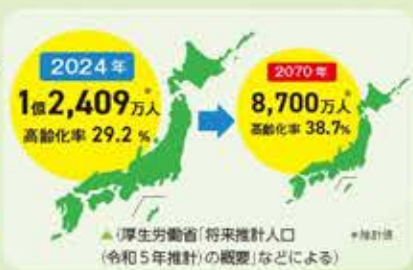 2024年
1億2,409万人*
高齢化率 29.2 %
2070年
8,700万人*
高齢化率 38.7%
▲(厚生労働省「将来推計人口
(令和5年推計)の概要」などによる)
*推計値